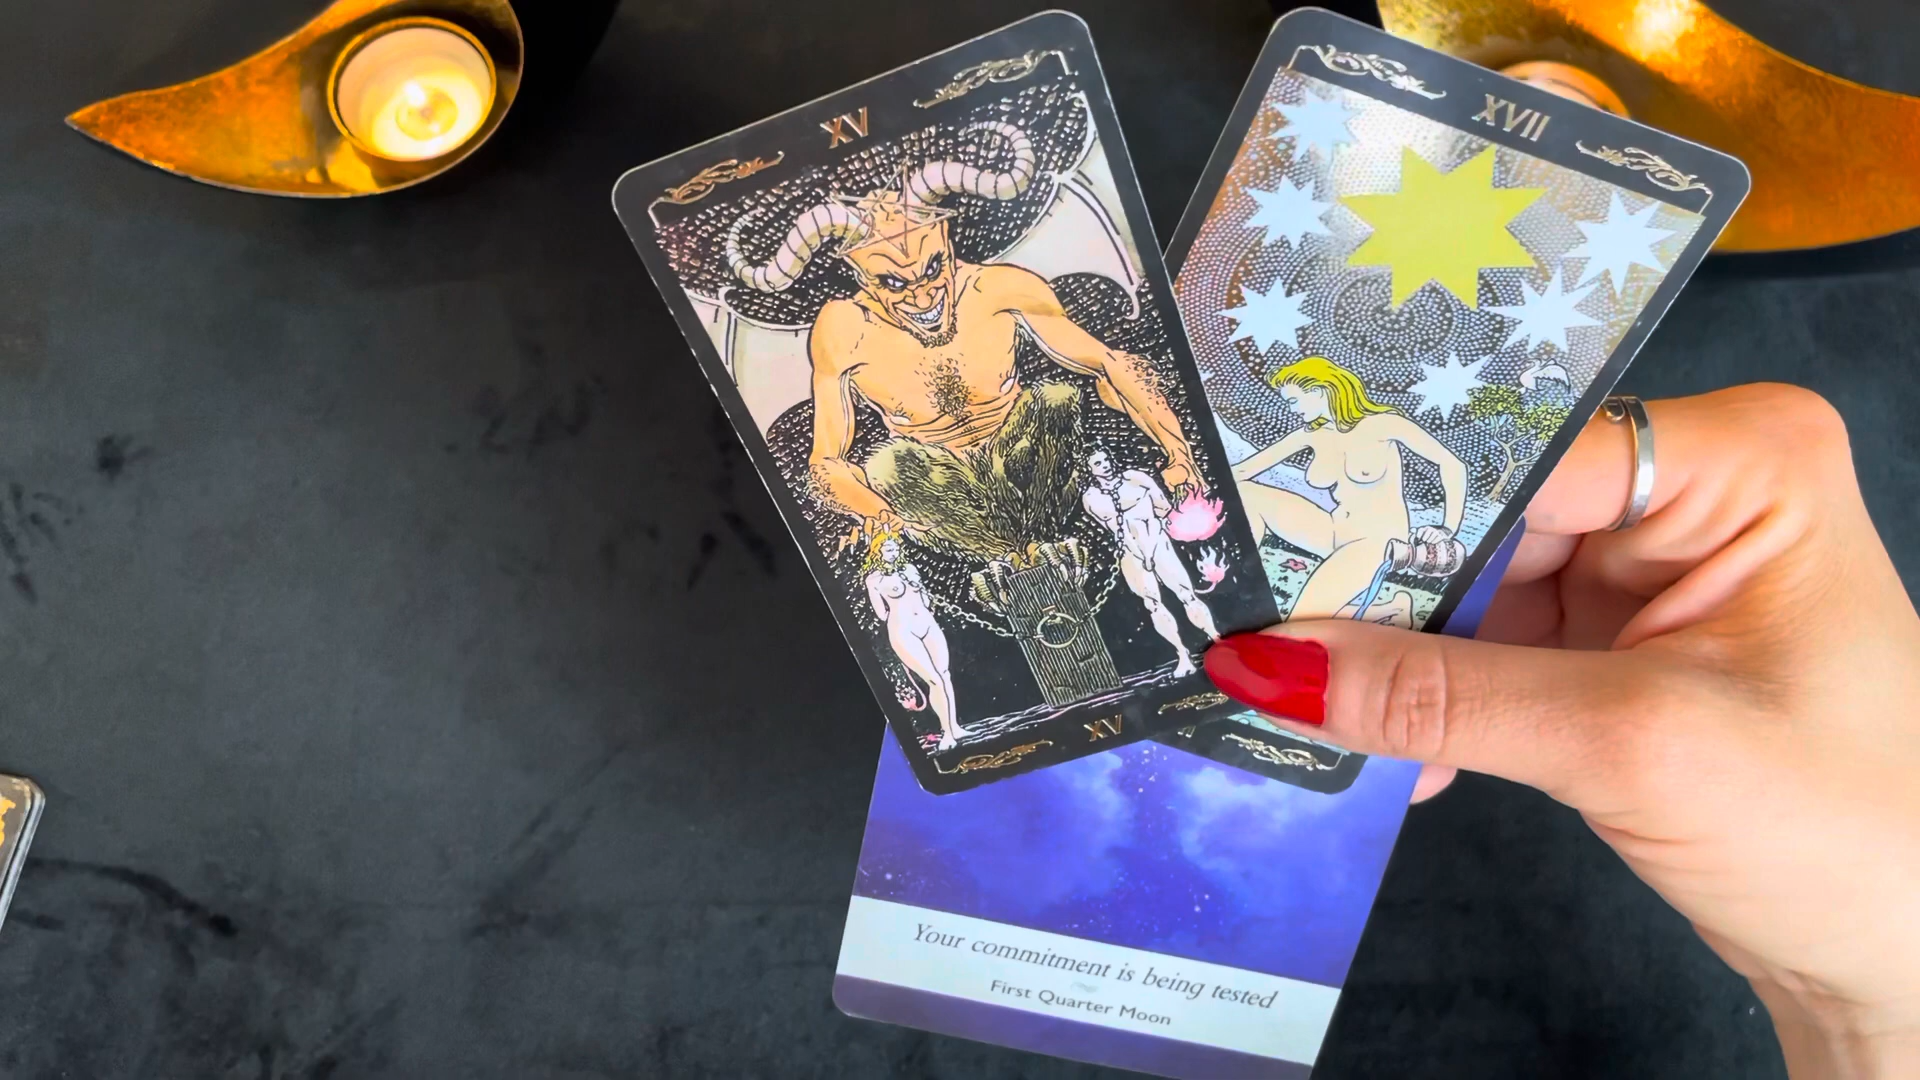 XV
XVII
XV
Your commitment is being tested
First Quarter Moon